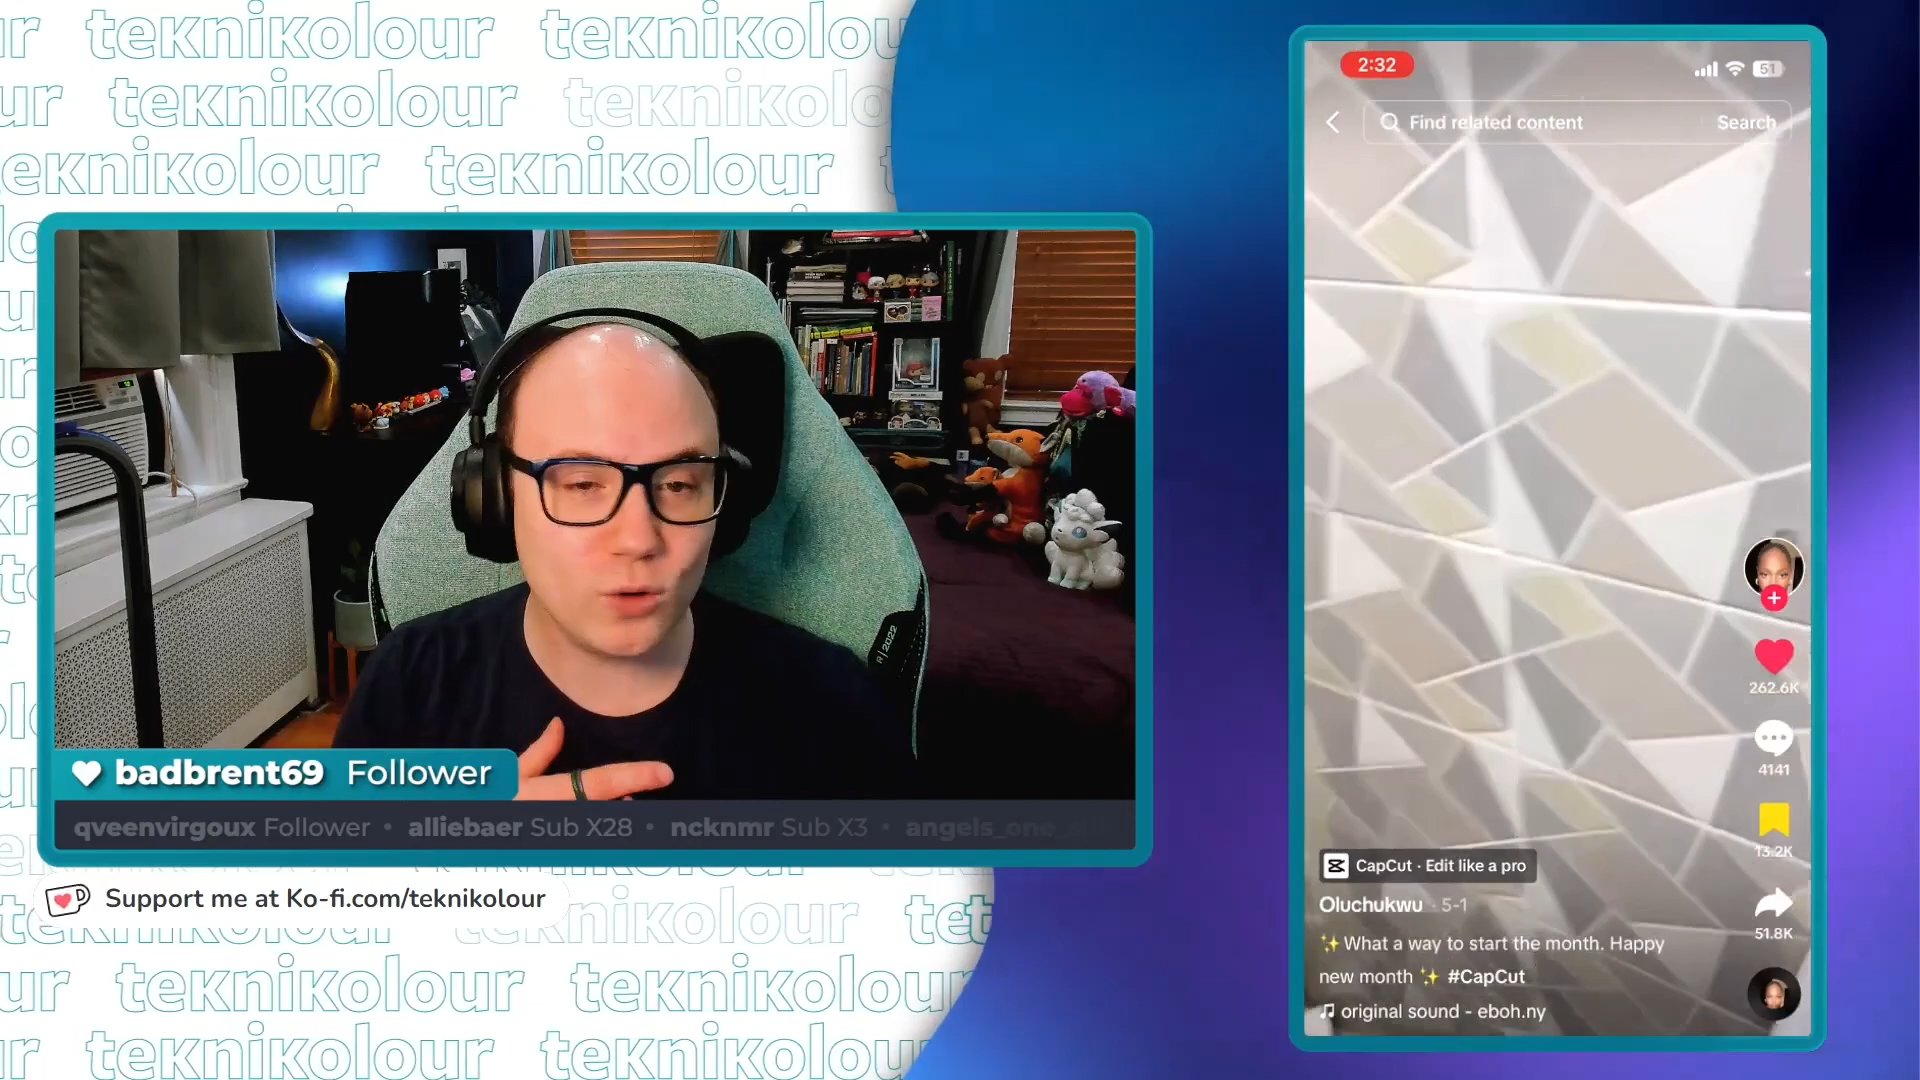 teknikolour teknikolour
teknikolour
teknikolour teknikolour
badbrent69 Follower
qveenvirgoux Follower • alliebaer Sub X28 • ncknmr Sub X3 • angels_one_
Support me at Ko-fi.com/teknikolour
teknikolour teknikolour
teknikolour teknikolour
R|2022
2:32
51
Find related content Search
262.6K
4141
13.2K
51.8K
CapCut · Edit like a pro
Oluchukwu · 5-1
✨ What a way to start the month. Happy
new month ✨ #CapCut
original sound - eboh.ny